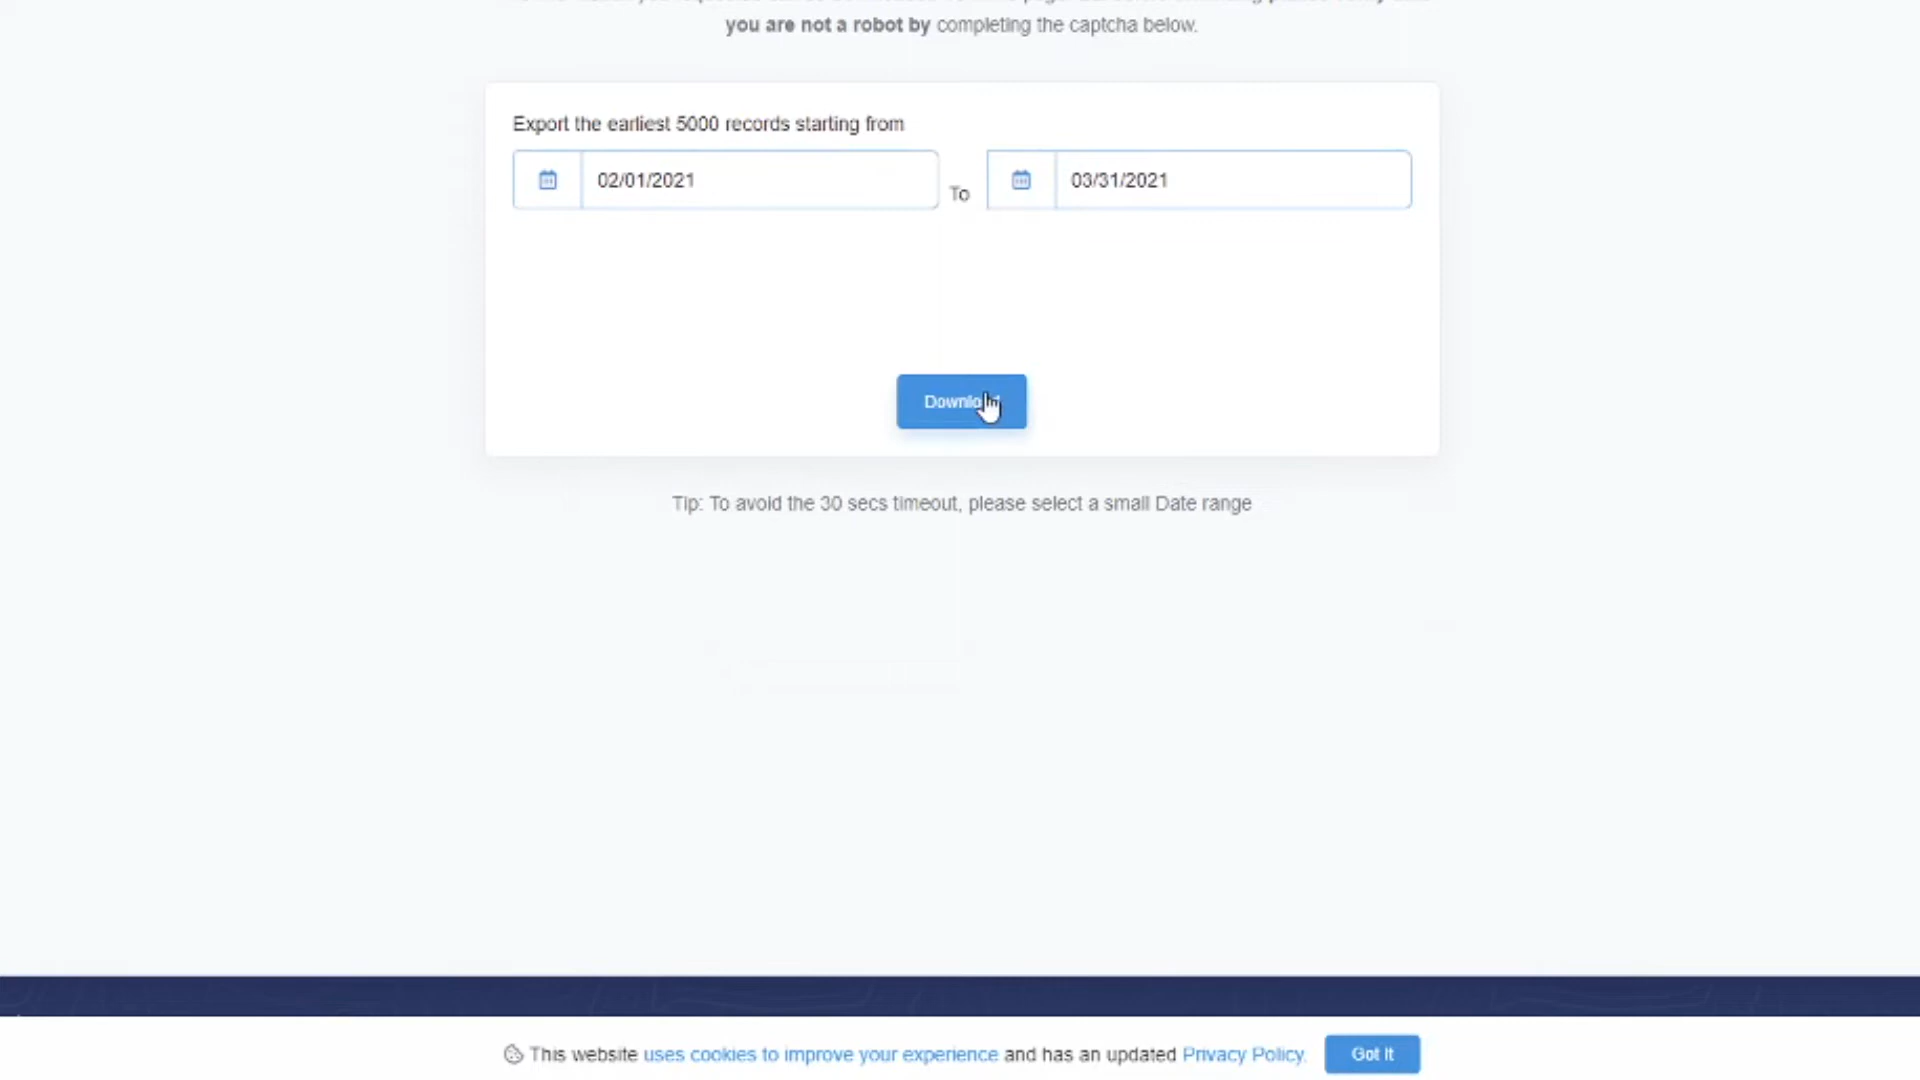 you are not a robot by completing the captcha below.
Export the earliest 5000 records starting from
02/01/2021 To 03/31/2021
Download
Tip: To avoid the 30 secs timeout, please select a small Date range
This website uses cookies to improve your experience and has an updated Privacy Policy. Got It